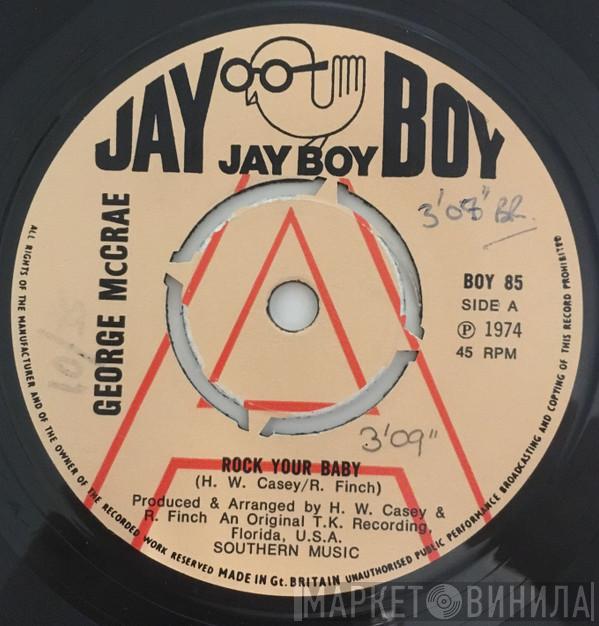 JAY BOY
JAY BOY
GEORGE McCRAE
3'08" BR.
BOY 85
SIDE A
℗ 1974
45 RPM
10/25
3'09"
A
ROCK YOUR BABY
(H. W. Casey/R. Finch)
Produced & Arranged by H. W. Casey &
R. Finch An Original T.K. Recording,
Florida, U.S.A.
SOUTHERN MUSIC
ALL RIGHTS OF THE MANUFACTURER AND OF THE OWNER OF THE RECORDED WORK RESERVED MADE IN Gt. BRITAIN UNAUTHORISED PUBLIC PERFORMANCE BROADCASTING AND COPYING OF THIS RECORD PROHIBITED
МАРКЕТ ВИНИЛА